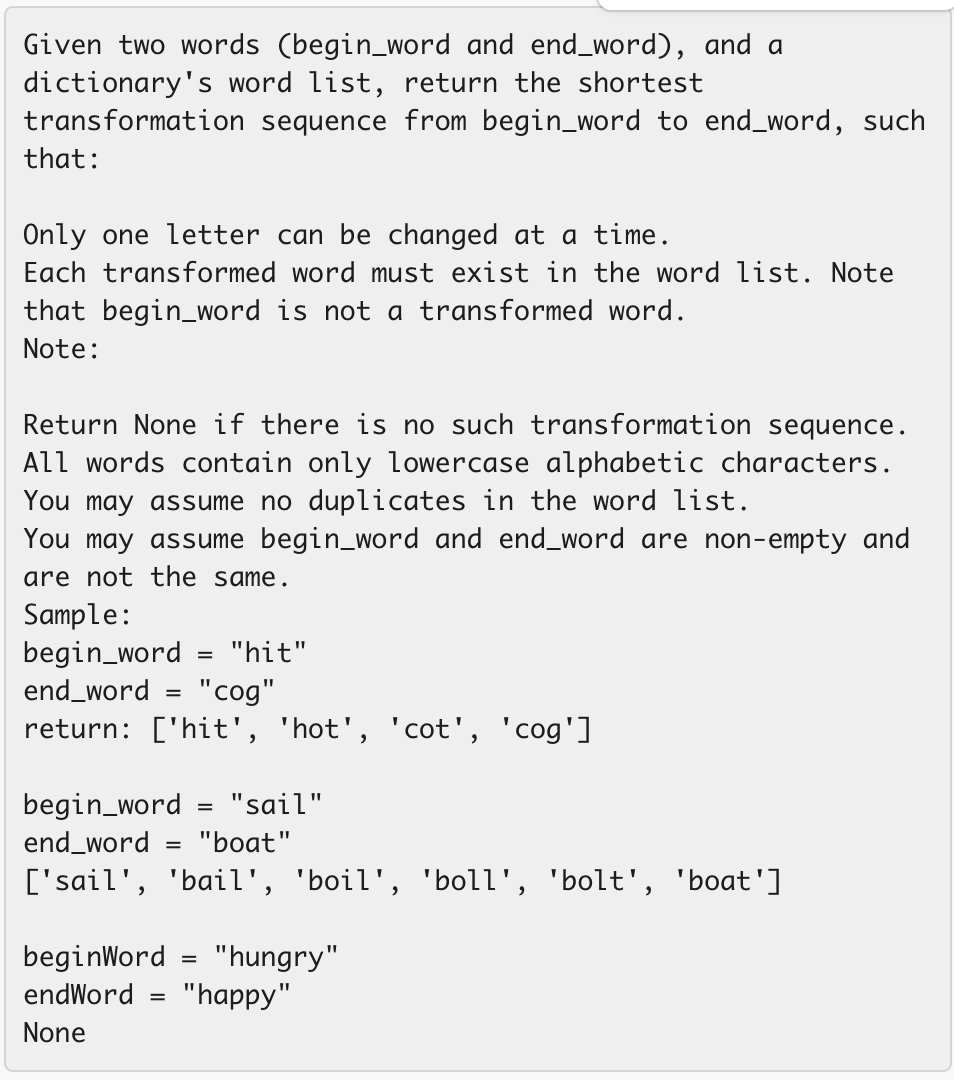 Given two words (begin_word and end_word), and a
dictionary's word list, return the shortest
transformation sequence from begin_word to end_word, such
that:
Only one letter can be changed at a time.
Each transformed word must exist in the word list. Note
that begin_word is not a transformed word.
Note:
Return None if there is no such transformation sequence.
All words contain only lowercase alphabetic characters.
You may assume no duplicates in the word list.
You may assume begin_word and end_word are non-empty and
are not the same.
Sample:
begin_word = "hit"
end_word = "cog"
return: ['hit', 'hot', 'cot', 'cog']
begin_word = "sail"
end_word = "boat"
['sail', 'bail', 'boil', 'boll', 'bolt', 'boat']
beginWord = "hungry"
endWord = "happy"
None